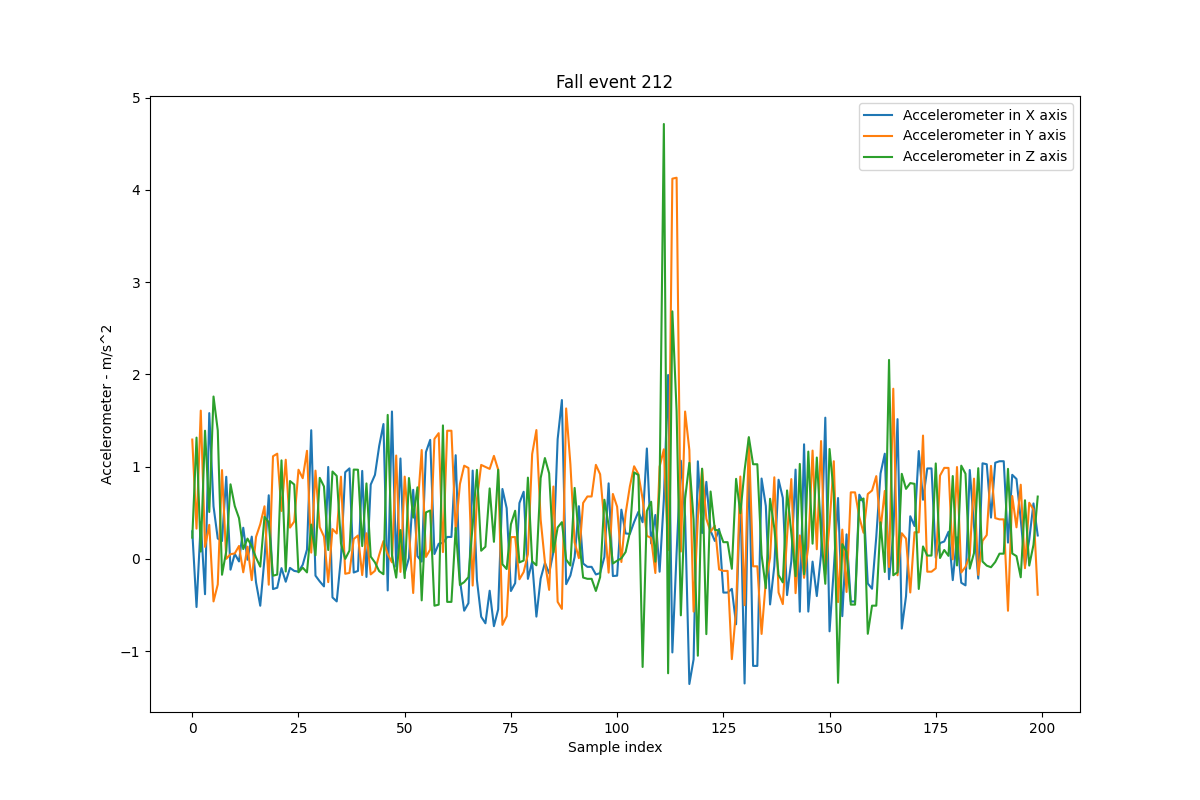 Fall event 212
Accelerometer in X axis
Accelerometer in Y axis
Accelerometer in Z axis
Accelerometer - m/s^2
5
4
3
2
1
0
−1
0 25 50 75 100 125 150 175 200
Sample index